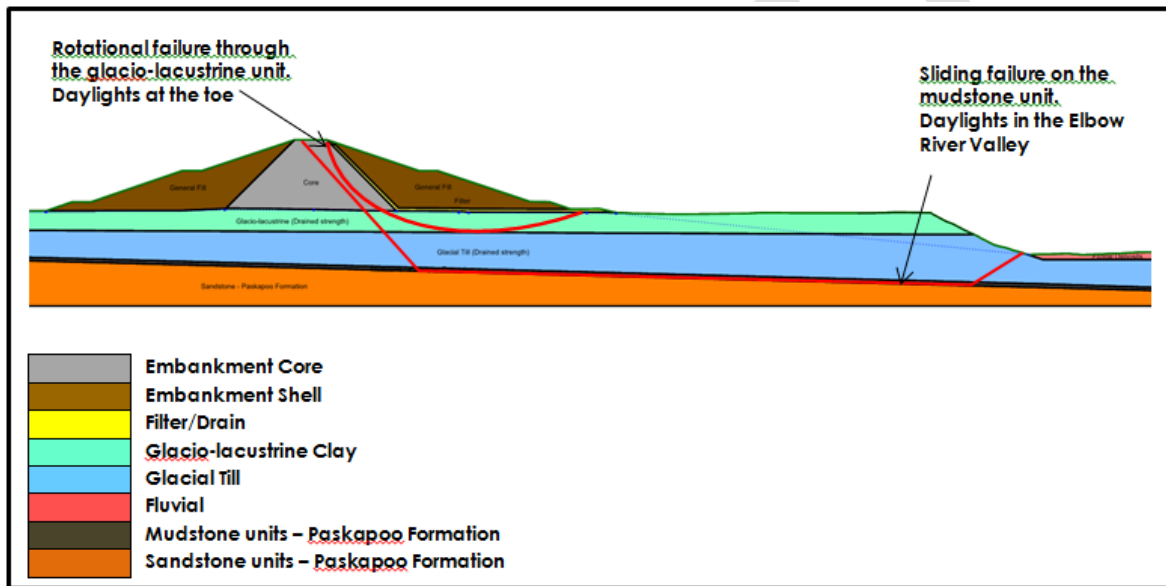 Rotational failure through
the glacio-lacustrine unit.
Daylights at the toe
Sliding failure on the
mudstone unit.
Daylights in the Elbow
River Valley
General Fill
Core
General Fill
Filter
Glacio-lacustrine (Drained strength)
Glacial Till (Drained strength)
Sandstone - Paskapoo Formation
Embankment Core
Embankment Shell
Filter/Drain
Glacio-lacustrine Clay
Glacial Till
Fluvial
Mudstone units – Paskapoo Formation
Sandstone units – Paskapoo Formation